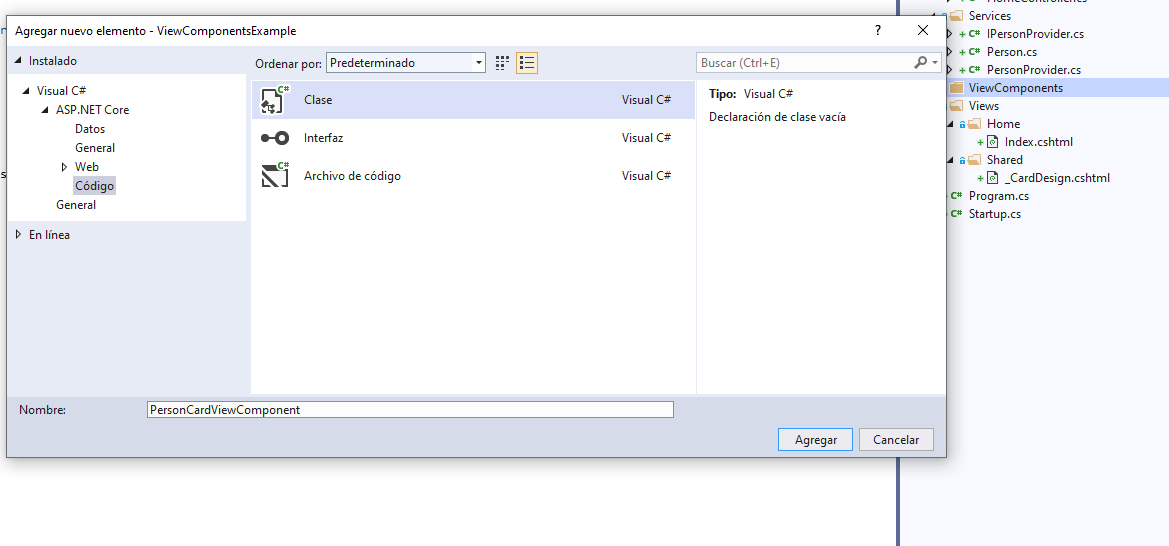 Agregar nuevo elemento - ViewComponentsExample
?
Instalado
Visual C#
ASP.NET Core
Datos
General
Web
Código
General
En línea
Ordenar por: Predeterminado
Clase Visual C#
Interfaz Visual C#
Archivo de código Visual C#
Buscar (Ctrl+E)
Tipo: Visual C#
Declaración de clase vacía
Nombre: PersonCardViewComponent
Agregar Cancelar
Services
C# IPersonProvider.cs
C# Person.cs
C# PersonProvider.cs
ViewComponents
Views
Home
Index.cshtml
Shared
_CardDesign.cshtml
C# Program.cs
C# Startup.cs